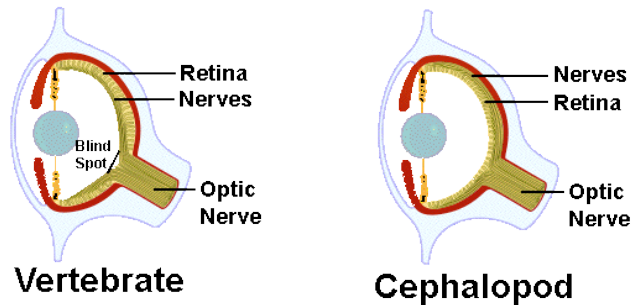 Retina
Nerves
Blind
Spot
Optic
Nerve
Vertebrate
Nerves
Retina
Optic
Nerve
Cephalopod